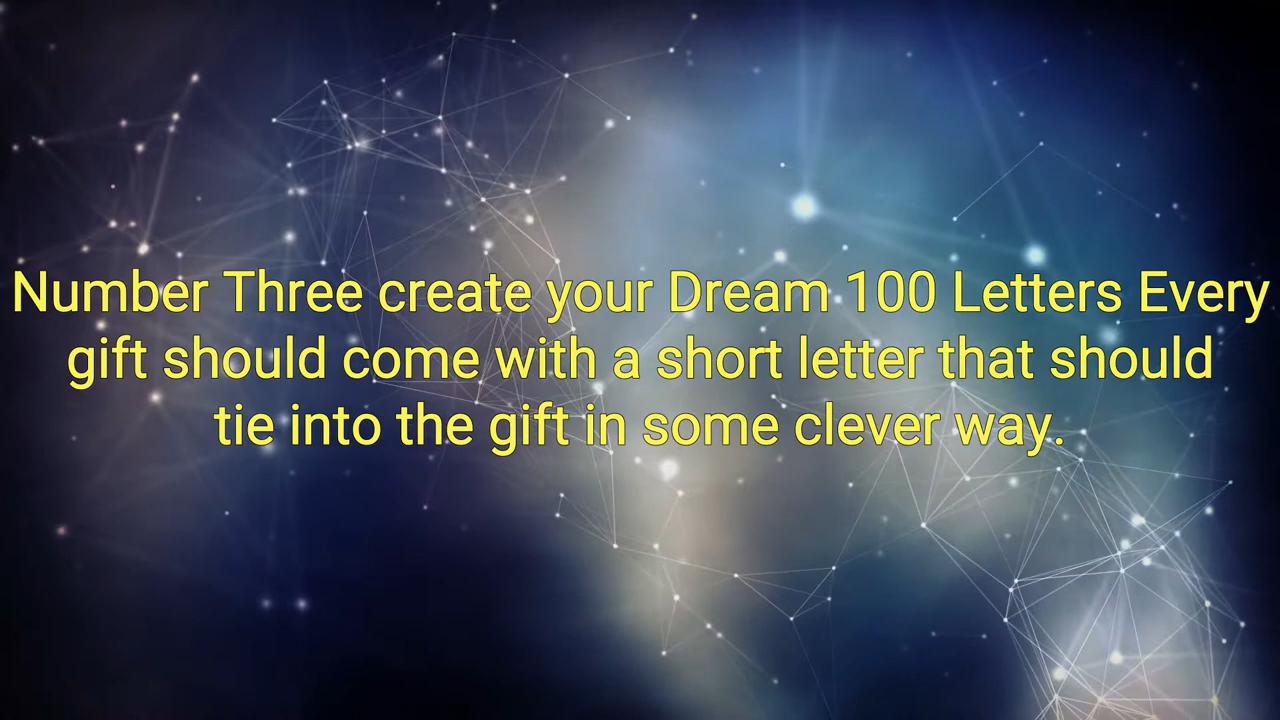 Number Three create your Dream 100 Letters Every
gift should come with a short letter that should
tie into the gift in some clever way.